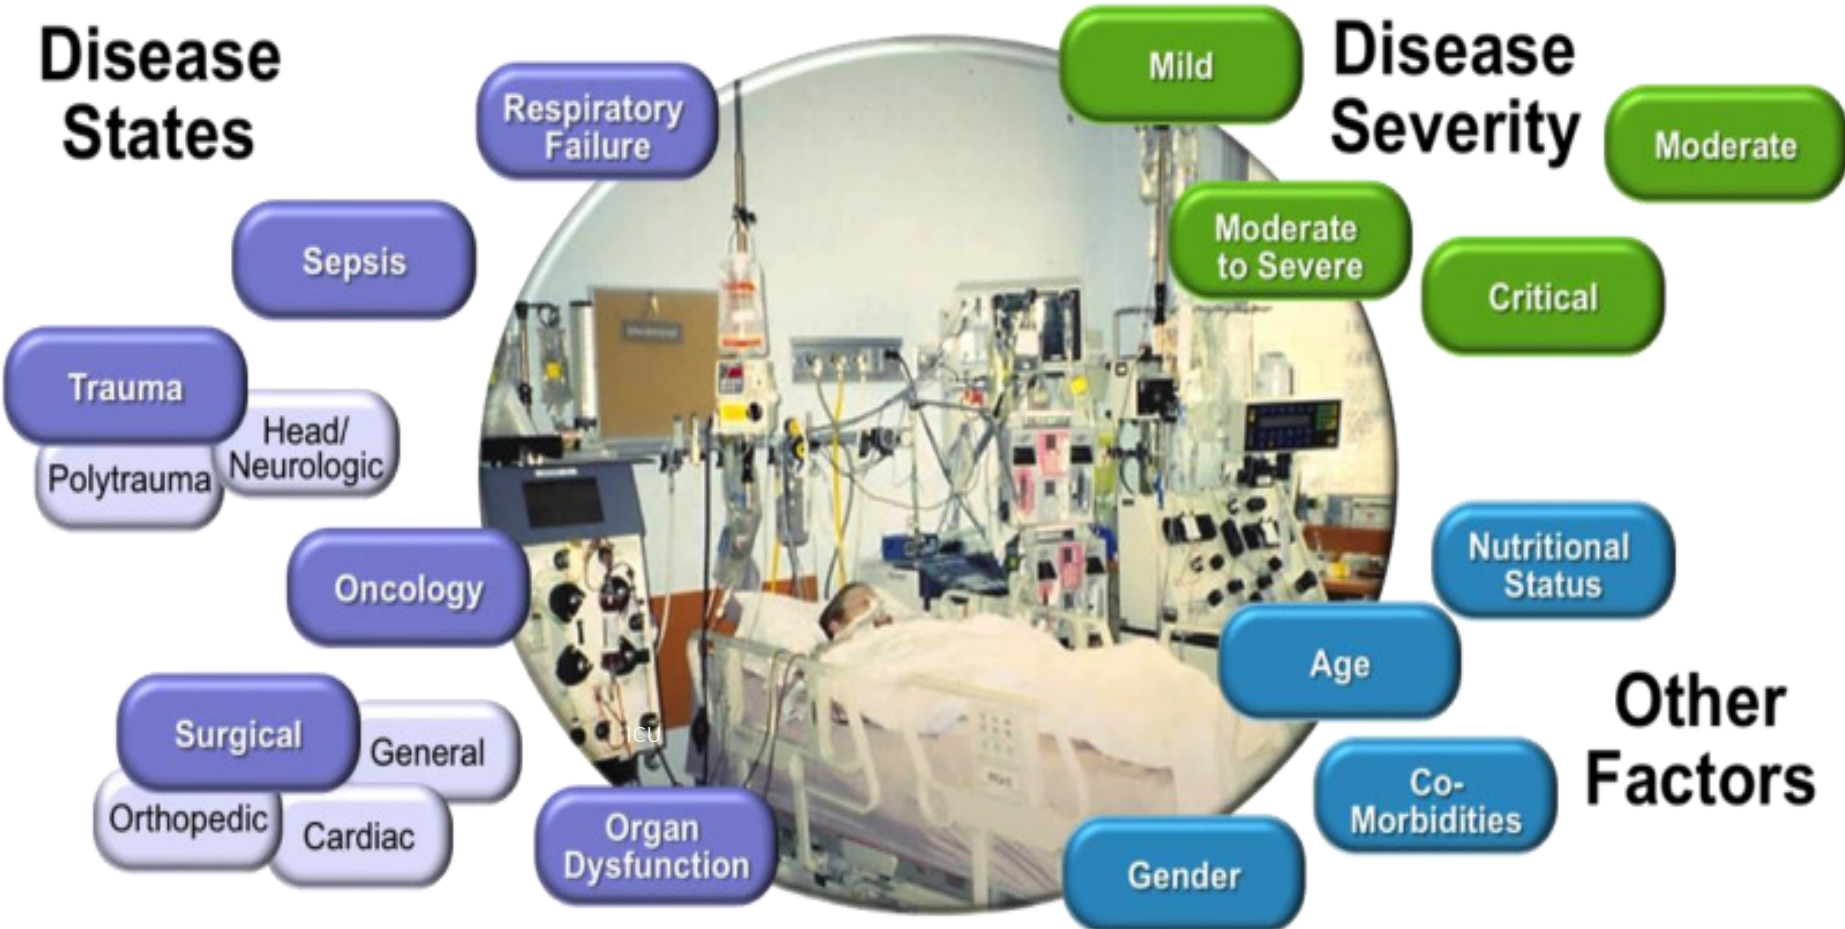 Disease
States
Respiratory
Failure
Sepsis
Trauma
Head/
Neurologic
Polytrauma
Oncology
Surgical
General
Orthopedic
Cardiac
Organ
Dysfunction
ICU
Mild
Disease
Severity
Moderate
Moderate
to Severe
Critical
Nutritional
Status
Age
Other
Factors
Co-
Morbidities
Gender